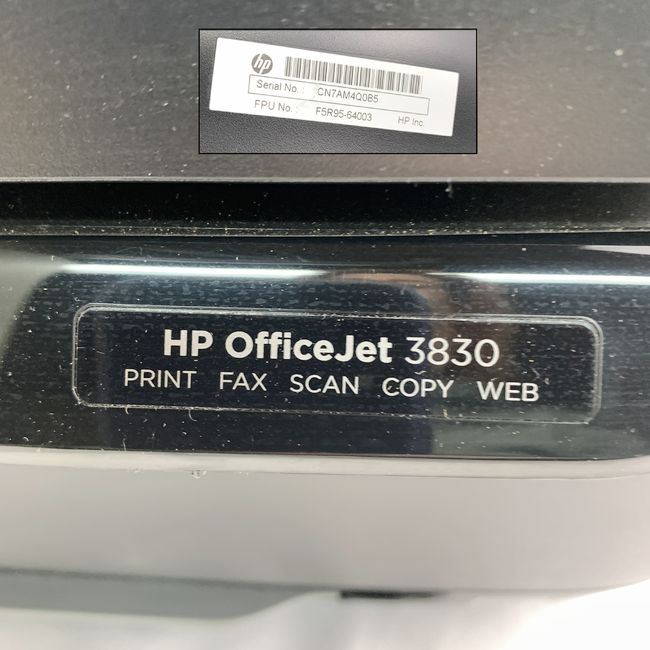 hp
Serial No.: CN7AM4Q0B5
FPU No.: F5R95-64003 HP Inc.
HP OfficeJet 3830
PRINT FAX SCAN COPY WEB